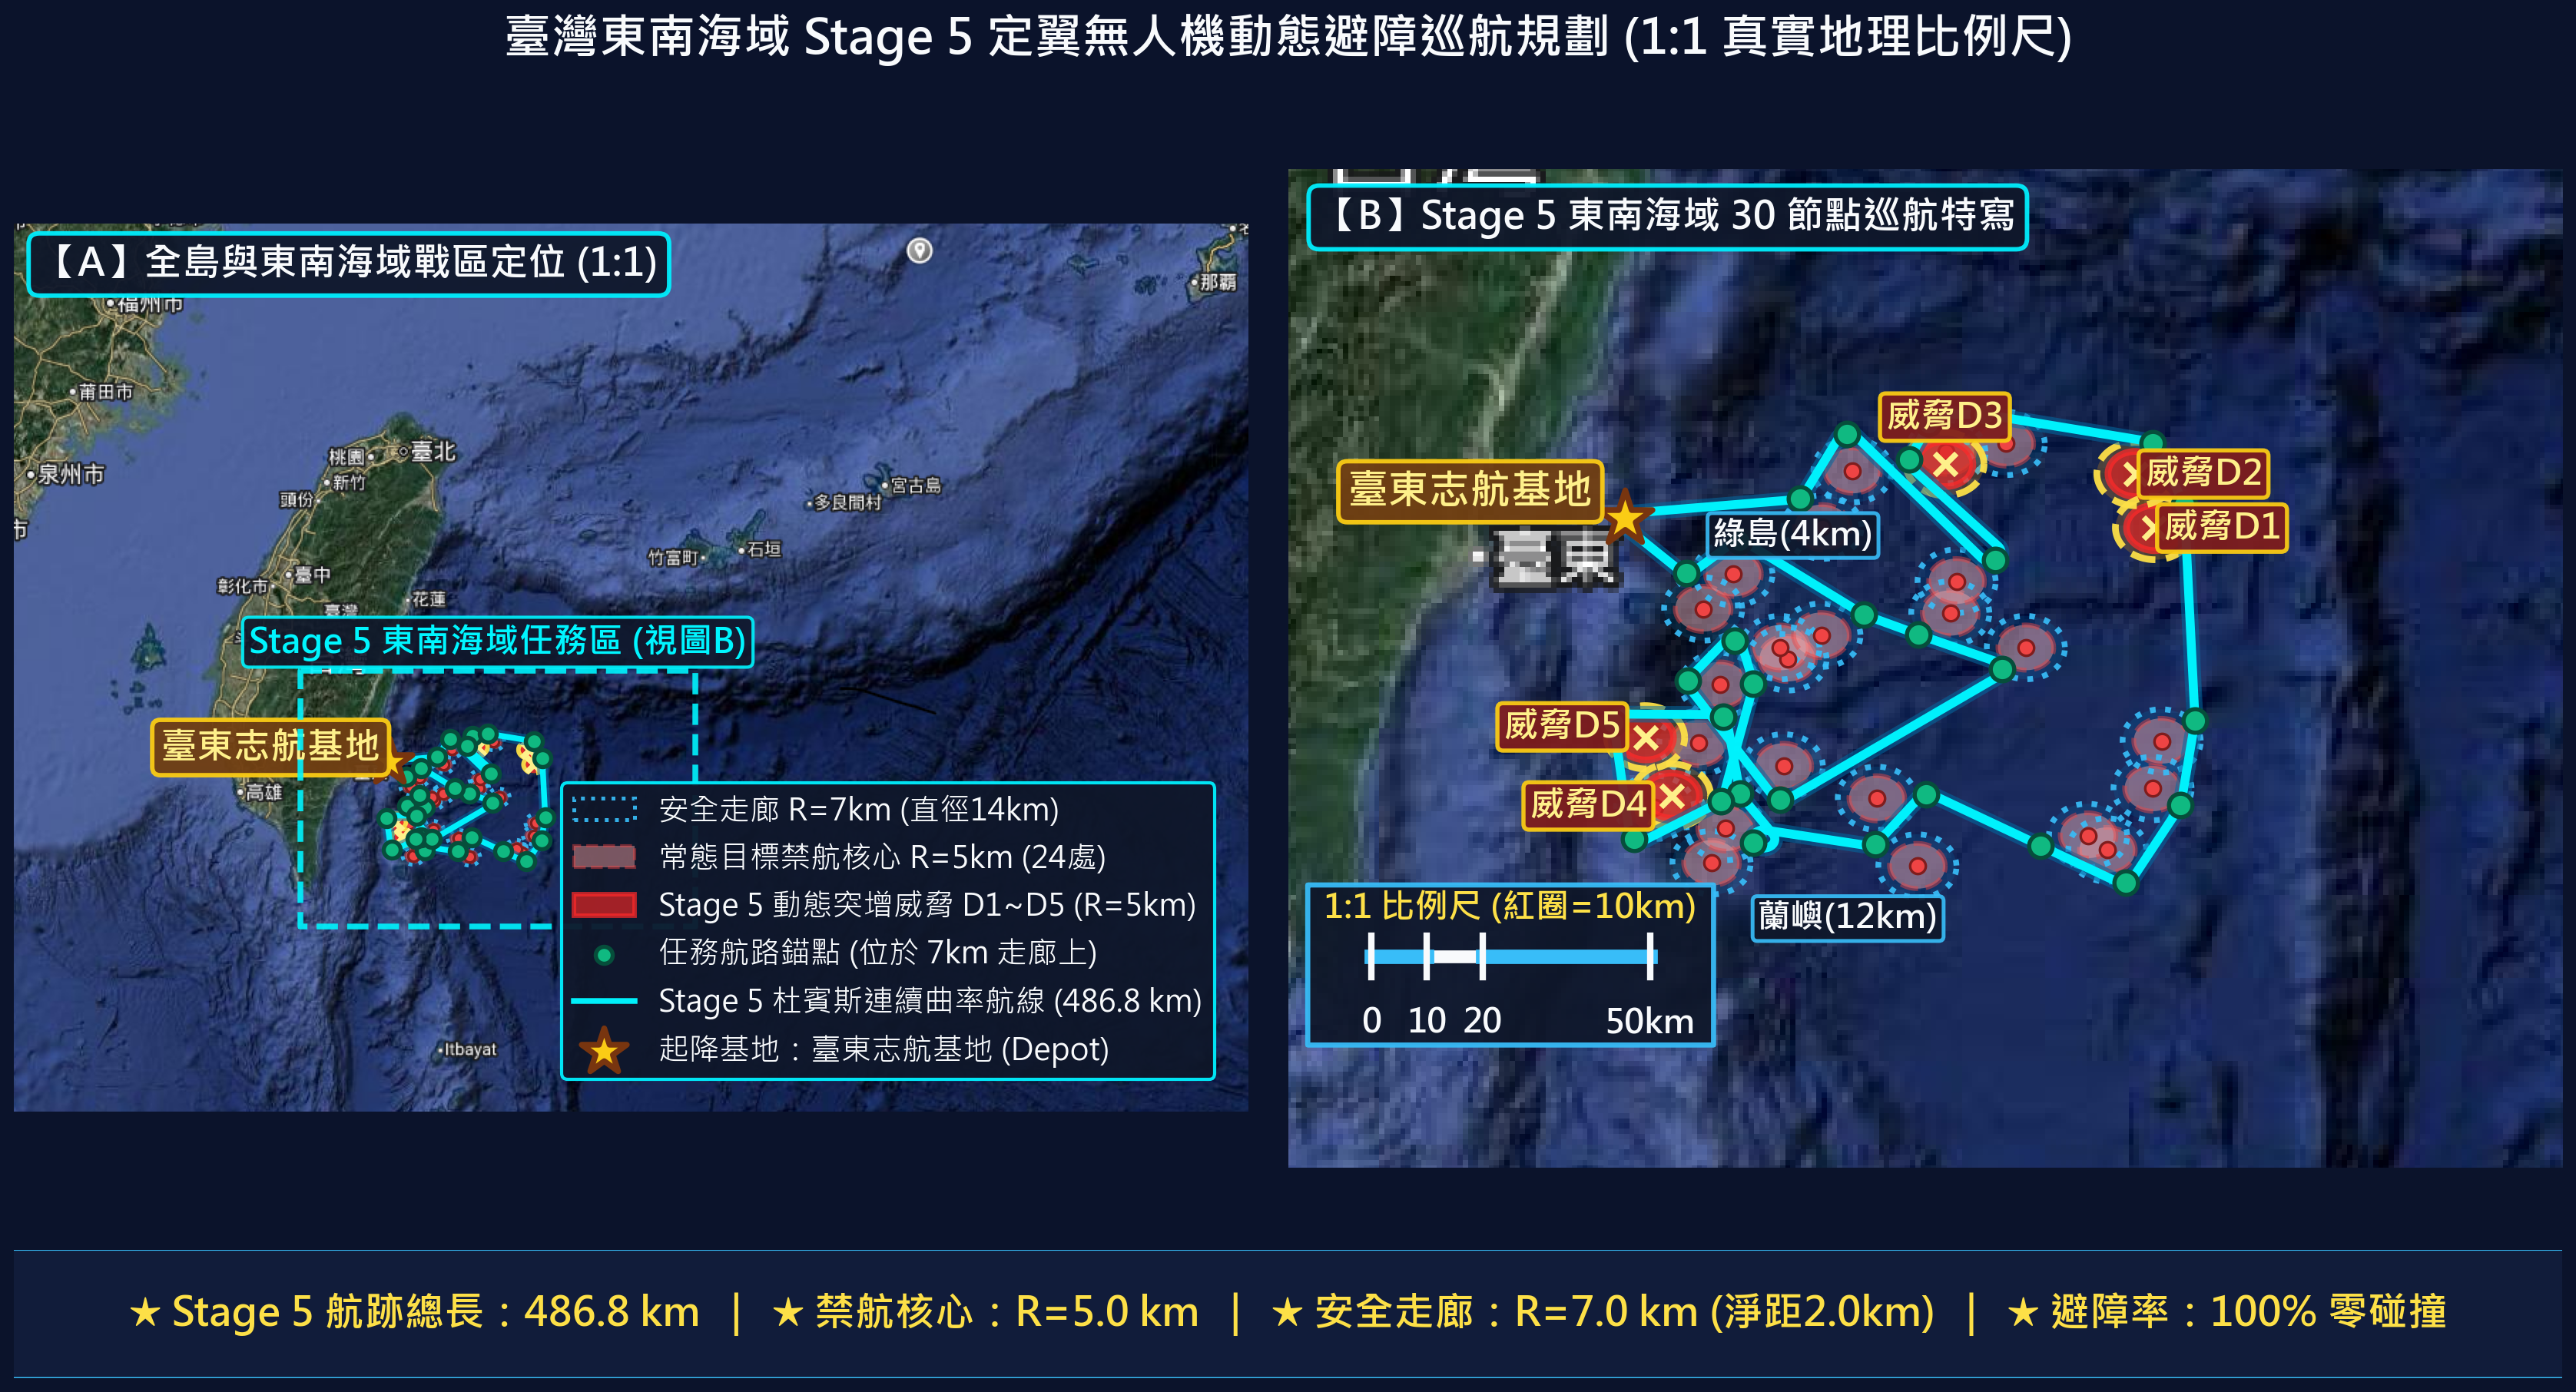 臺灣東南海域 Stage 5 定翼無人機動態避障巡航規劃 (1:1 真實地理比例尺)
【A】全島與東南海域戰區定位 (1:1)
福州市
那霸
莆田市
泉州市
市
臺北
桃園
新竹
頭份
宮古島
多良間村
石垣
竹富町
臺中
彰化市
花蓮
臺灣
Stage 5 東南海域任務區 (視圖B)
臺東志航基地
高雄
Itbayat
安全走廊 R=7km (直徑14km)
常態目標禁航核心 R=5km (24處)
Stage 5 動態突增威脅 D1~D5 (R=5km)
任務航路錨點 (位於 7km 走廊上)
Stage 5 杜賓斯連續曲率航線 (486.8 km)
起降基地：臺東志航基地 (Depot)
【B】Stage 5 東南海域 30 節點巡航特寫
威脅D3
威脅D2
臺東志航基地
威脅D1
綠島(4km)
臺東
威脅D5
威脅D4
蘭嶼(12km)
1:1 比例尺 (紅圈=10km)
0 10 20 50km
★ Stage 5 航跡總長：486.8 km | ★ 禁航核心：R=5.0 km | ★ 安全走廊：R=7.0 km (淨距2.0km) | ★ 避障率：100% 零碰撞